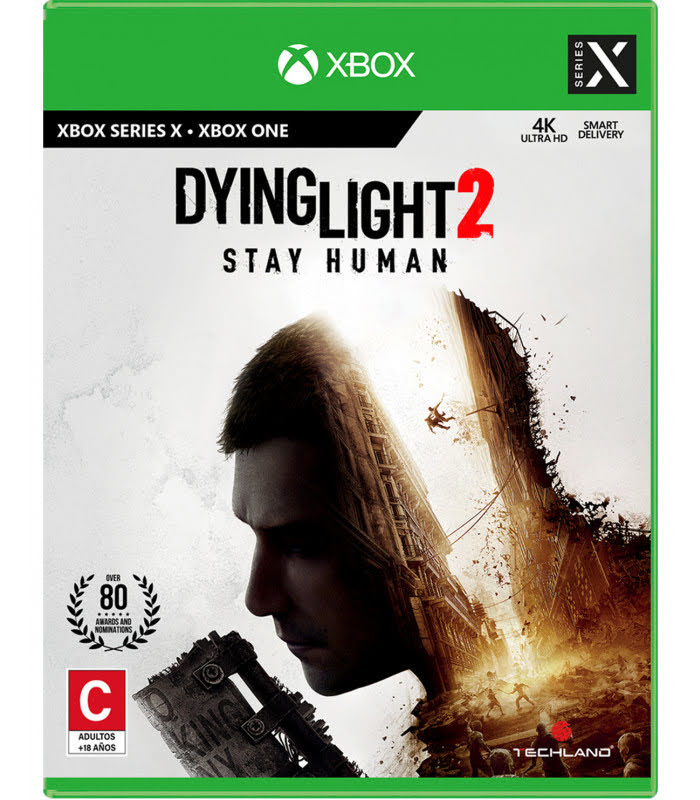 XBOX
SERIES X
XBOX SERIES X • XBOX ONE
4K
ULTRA HD
SMART
DELIVERY
DYING LIGHT 2
STAY HUMAN
OVER
80
AWARDS AND
NOMINATIONS
C
ADULTOS
+18 AÑOS
KING
TECHLAND